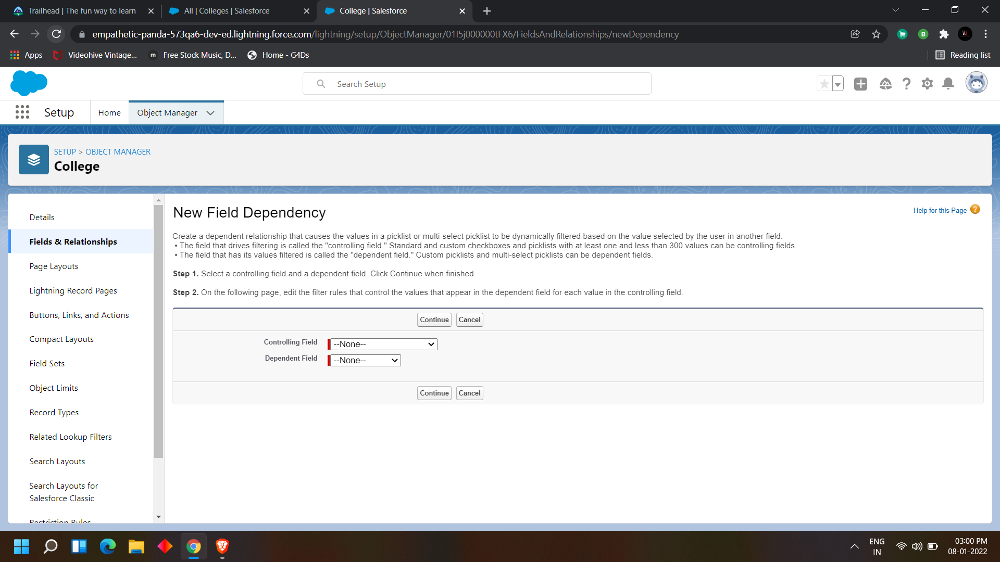 Trailhead | The fun way to learn
All | Colleges | Salesforce
College | Salesforce
empathetic-panda-573qa6-dev-ed.lightning.force.com/lightning/setup/ObjectManager/01I5j000000tFX6/FieldsAndRelationships/newDependency
Apps
Videohive Vintage...
m
Free Stock Music, D...
Home - G4Ds
Reading list
Search Setup
Setup
Home
Object Manager
SETUP > OBJECT MANAGER
College
Details
Fields & Relationships
Page Layouts
Lightning Record Pages
Buttons, Links, and Actions
Compact Layouts
Field Sets
Object Limits
Record Types
Related Lookup Filters
Search Layouts
Search Layouts for
Salesforce Classic
Restriction Rules
New Field Dependency
Help for this Page ?
Create a dependent relationship that causes the values in a picklist or multi-select picklist to be dynamically filtered based on the value selected by the user in another field.
• The field that drives filtering is called the "controlling field." Standard and custom checkboxes and picklists with at least one and less than 300 values can be controlling fields.
• The field that has its values filtered is called the "dependent field." Custom picklists and multi-select picklists can be dependent fields.
Step 1. Select a controlling field and a dependent field. Click Continue when finished.
Step 2. On the following page, edit the filter rules that control the values that appear in the dependent field for each value in the controlling field.
Continue Cancel
Controlling Field --None--
Dependent Field --None--
Continue Cancel
ENG
IN
03:00 PM
08-01-2022